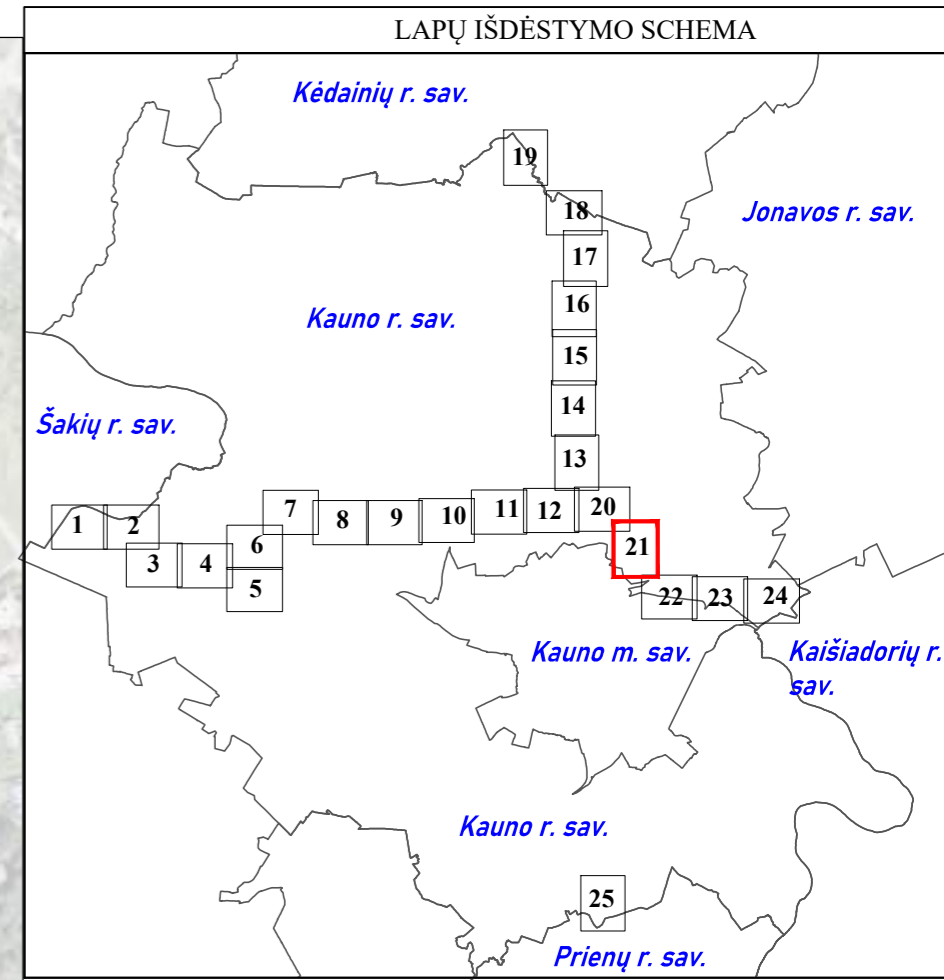 LAPŲ IŠDĖSTYMO SCHEMA
Kėdainių r. sav.
19
18
Jonavos r. sav.
17
16
Kauno r. sav.
15
14
Šakių r. sav.
13
7
11
12
20
1
2
8
9
10
6
21
3
4
5
22
23
24
Kauno m. sav.
Kaišiadorių r.
sav.
Kauno r. sav.
25
Prienų r. sav.